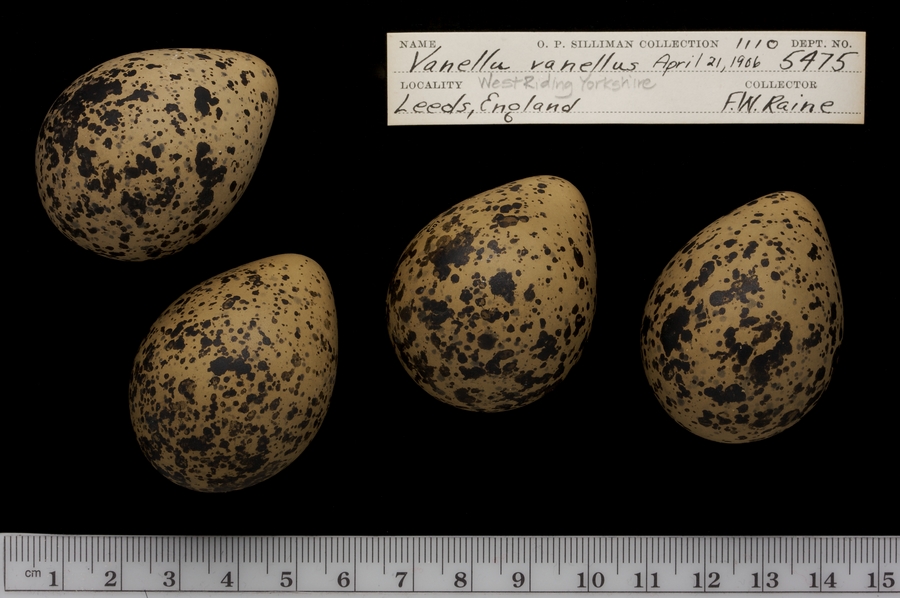 NAME O. P. SILLIMAN COLLECTION 1110 DEPT. NO.
Vanellu vanellus April 21, 1906 5475
LOCALITY West Riding Yorkshire COLLECTOR
Leeds, England F.W. Raine
cm 1 2 3 4 5 6 7 8 9 10 11 12 13 14 15